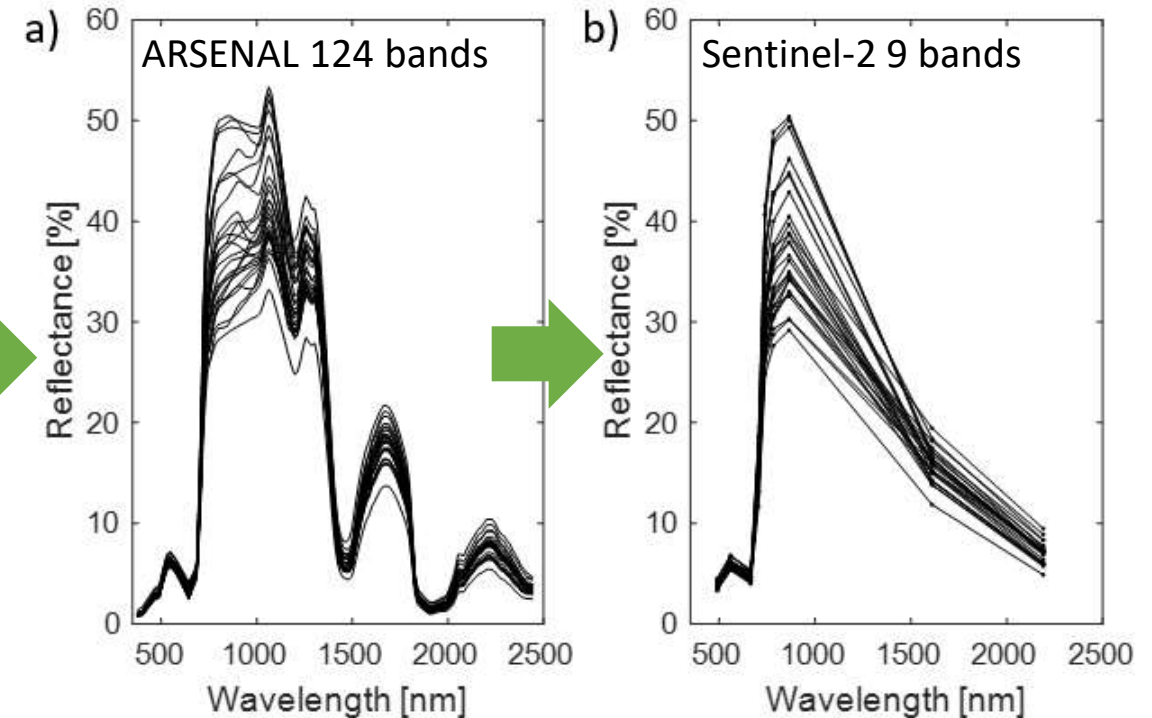 a)
ARSENAL 124 bands
60
50
40
30
20
10
0
Reflectance [%]
500 1000 1500 2000 2500
Wavelength [nm]
b)
Sentinel-2 9 bands
60
50
40
30
20
10
0
Reflectance [%]
500 1000 1500 2000 2500
Wavelength [nm]